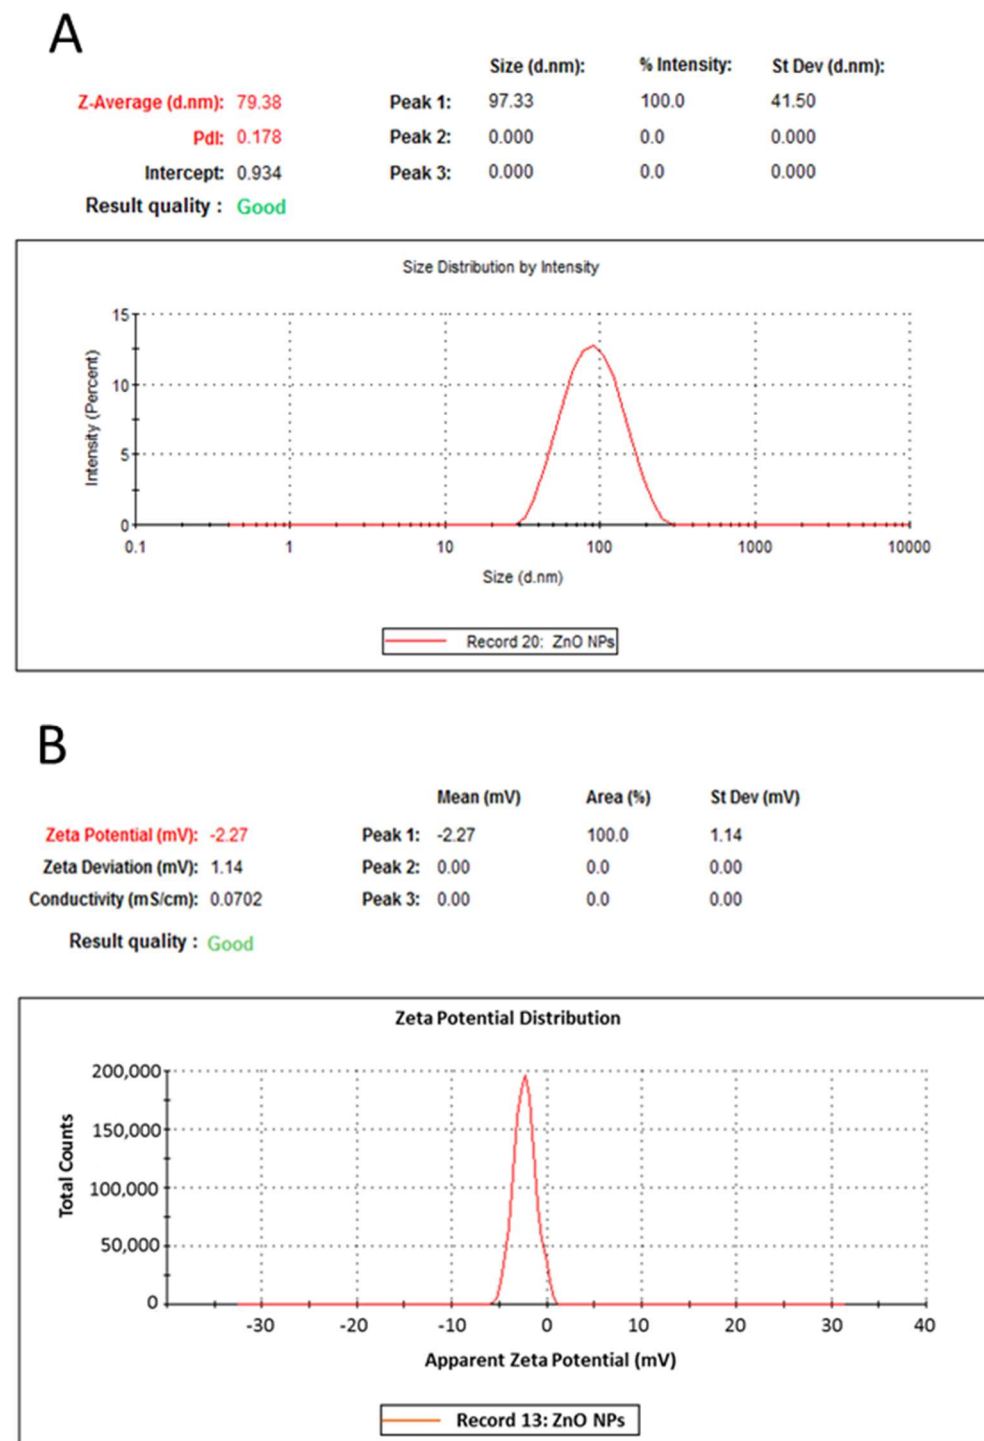 A
Size (d.nm): % Intensity: St Dev (d.nm):
Z-Average (d.nm): 79.38 Peak 1: 97.33 100.0 41.50
PdI: 0.178 Peak 2: 0.000 0.0 0.000
Intercept: 0.934 Peak 3: 0.000 0.0 0.000
Result quality : Good
Size Distribution by Intensity
Intensity (Percent)
15
10
5
0
0.1 1 10 100 1000 10000
Size (d.nm)
Record 20: ZnO NPs
B
Mean (mV) Area (%) St Dev (mV)
Zeta Potential (mV): -2.27 Peak 1: -2.27 100.0 1.14
Zeta Deviation (mV): 1.14 Peak 2: 0.00 0.0 0.00
Conductivity (mS/cm): 0.0702 Peak 3: 0.00 0.0 0.00
Result quality : Good
Zeta Potential Distribution
Total Counts
200,000
150,000
100,000
50,000
0
-30 -20 -10 0 10 20 30 40
Apparent Zeta Potential (mV)
Record 13: ZnO NPs